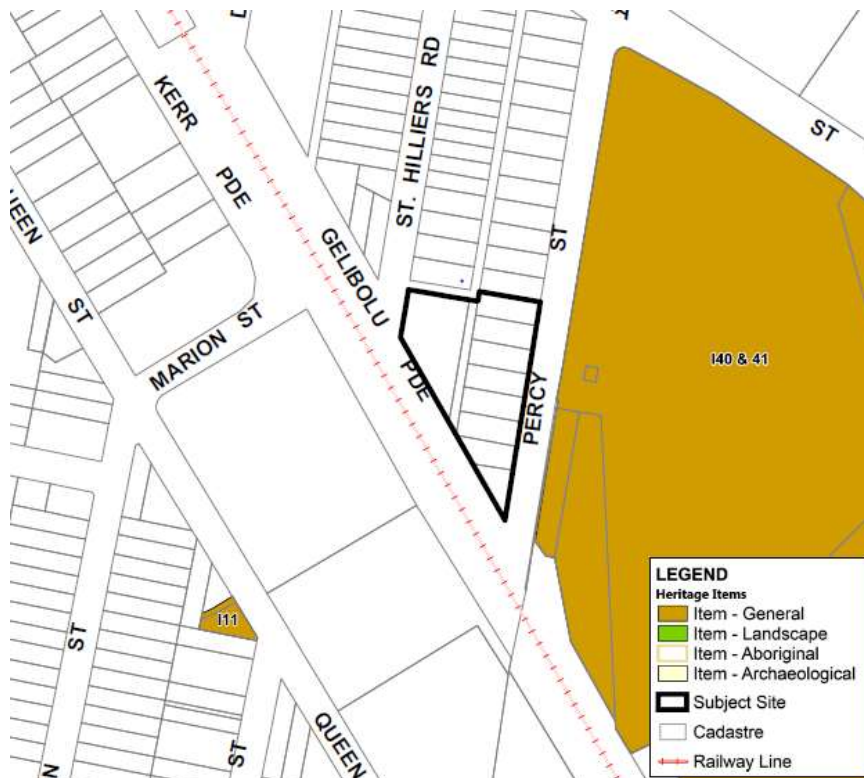 KERR
PDE
ST. HILLIERS RD
ST
ST
GELIBOLU
PDE
ST
MARION ST
PERCY
I40 & 41
I11
ST
ST
QUEEN
LEGEND
Heritage Items
Item - General
Item - Landscape
Item - Aboriginal
Item - Archaeological
Subject Site
Cadastre
Railway Line